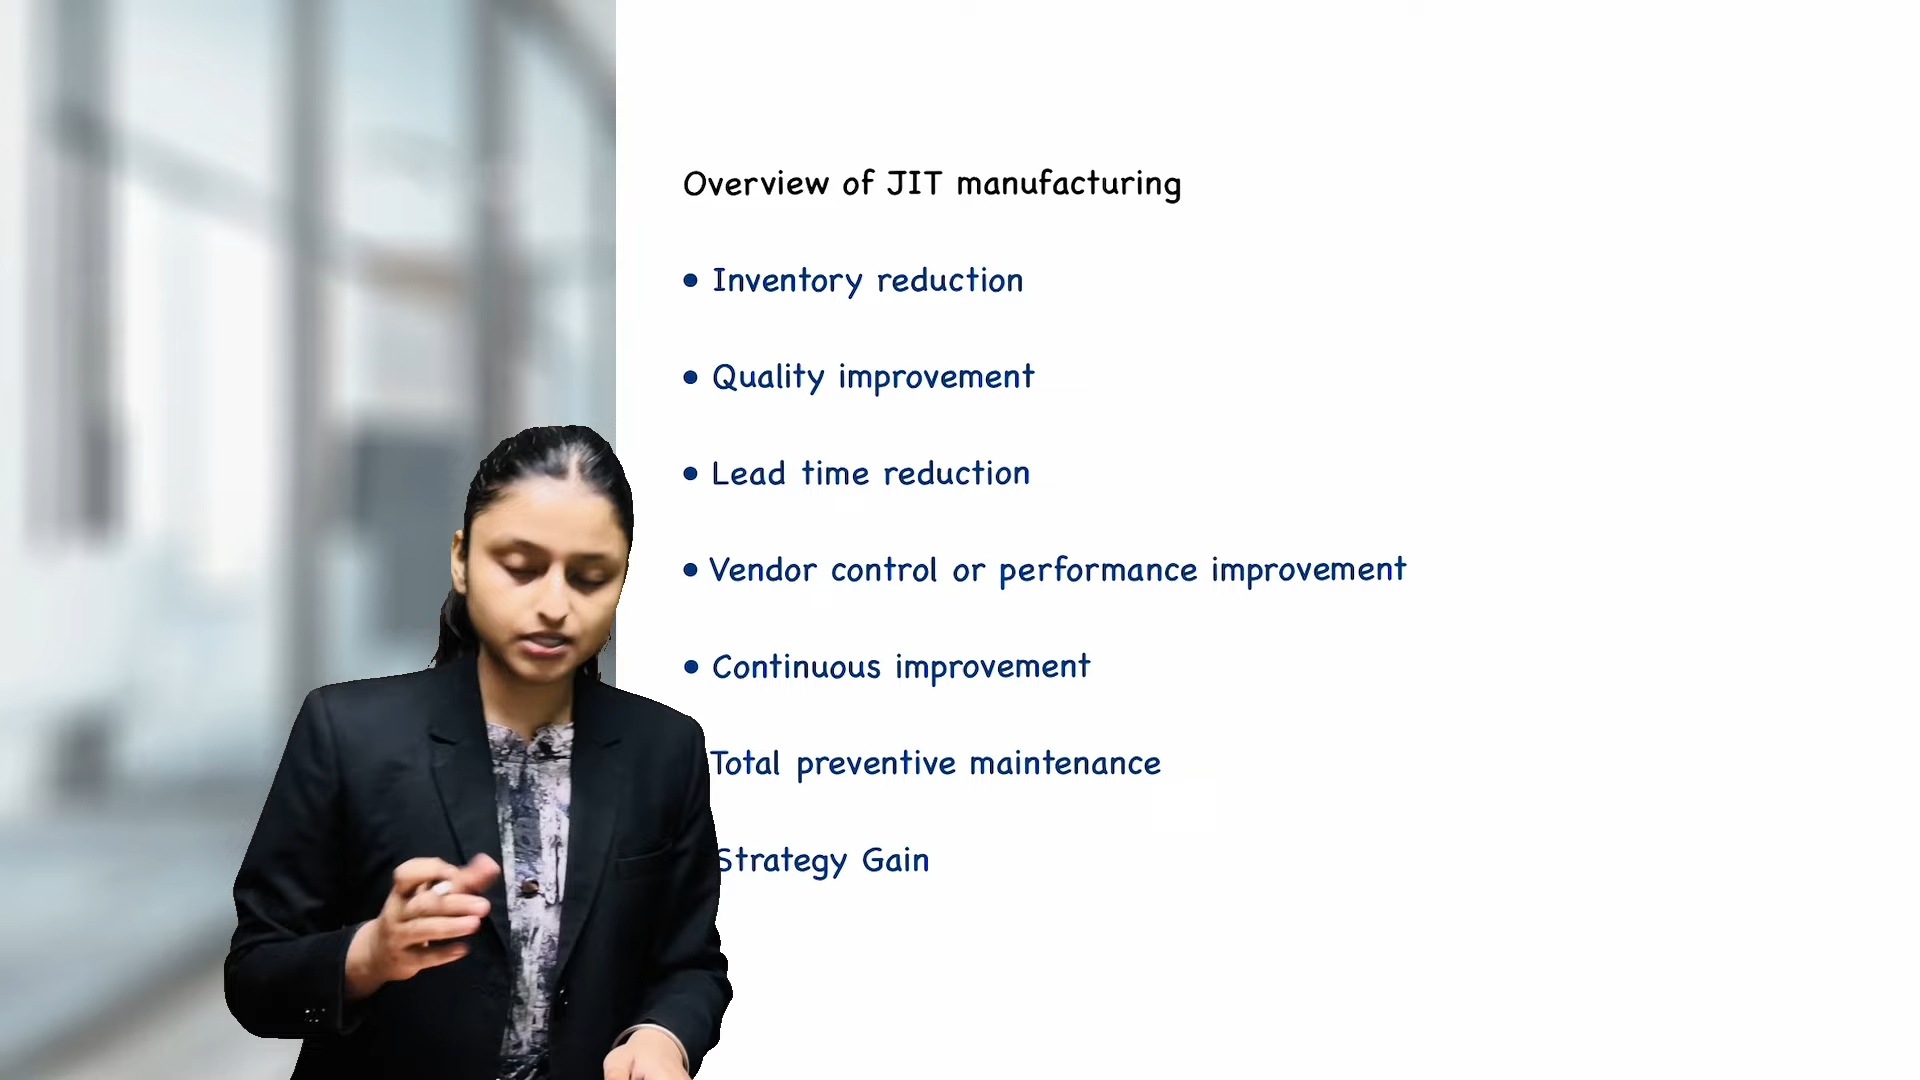 Overview of JIT manufacturing
• Inventory reduction
• Quality improvement
• Lead time reduction
• Vendor control or performance improvement
• Continuous improvement
Total preventive maintenance
Strategy Gain